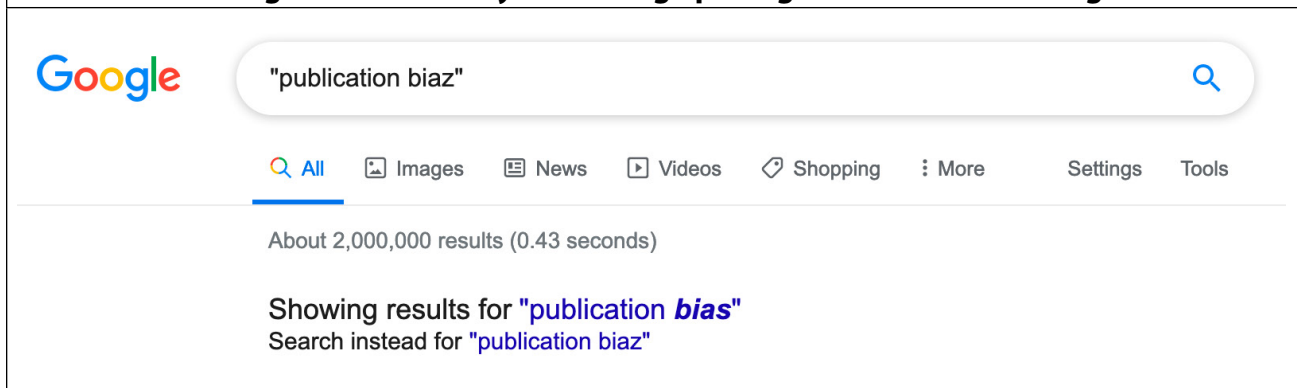 Google
"publication biaz"
All Images News Videos Shopping More Settings Tools
About 2,000,000 results (0.43 seconds)
Showing results for "publication bias"
Search instead for "publication biaz"